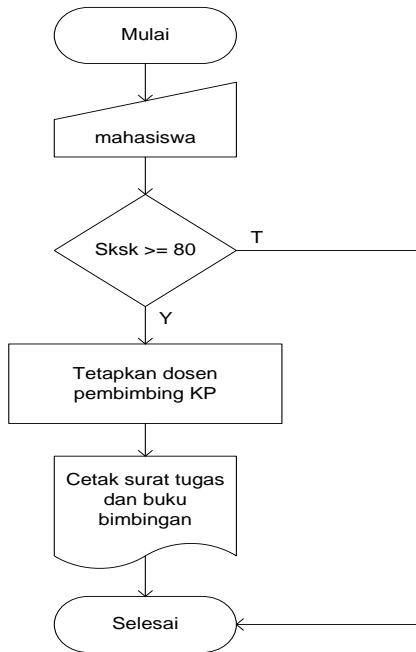 Mulai
mahasiswa
Sksk >= 80
T
Y
Tetapkan dosen
pembimbing KP
Cetak surat tugas
dan buku
bimbingan
Selesai